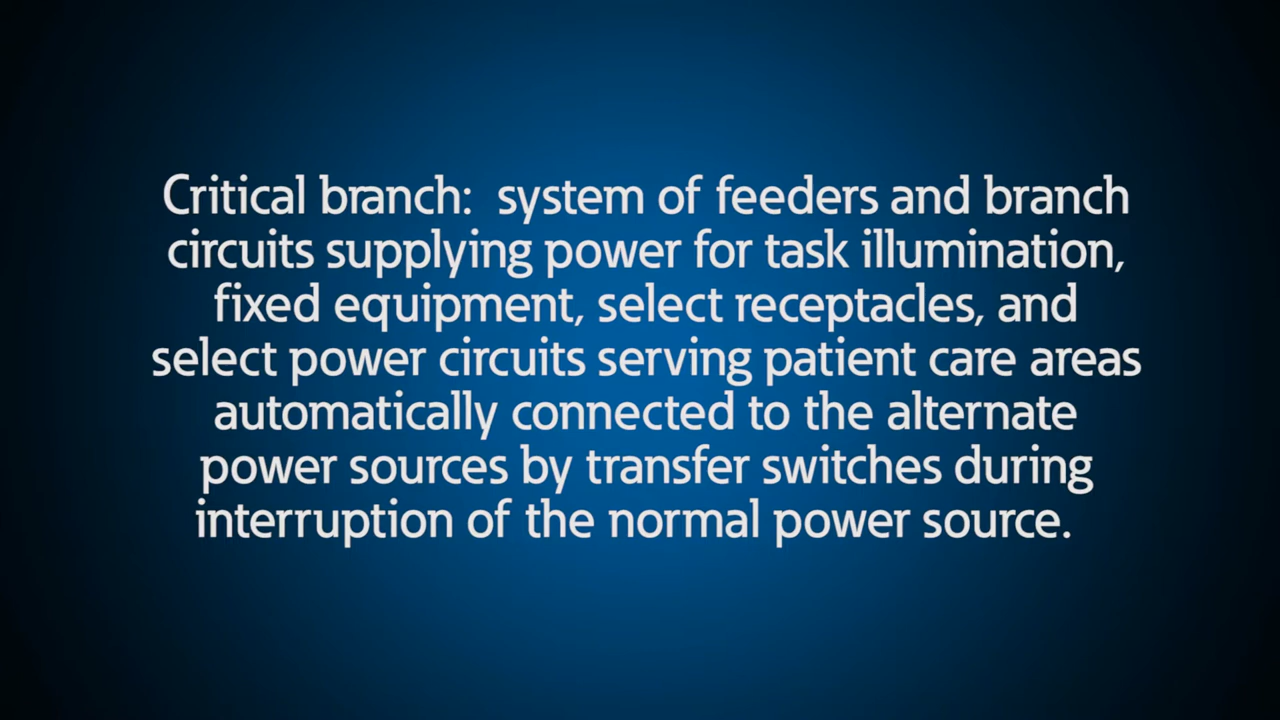 Critical branch:  system of feeders and branch
circuits supplying power for task illumination,
fixed equipment, select receptacles, and
select power circuits serving patient care areas
automatically connected to the alternate
power sources by transfer switches during
interruption of the normal power source.